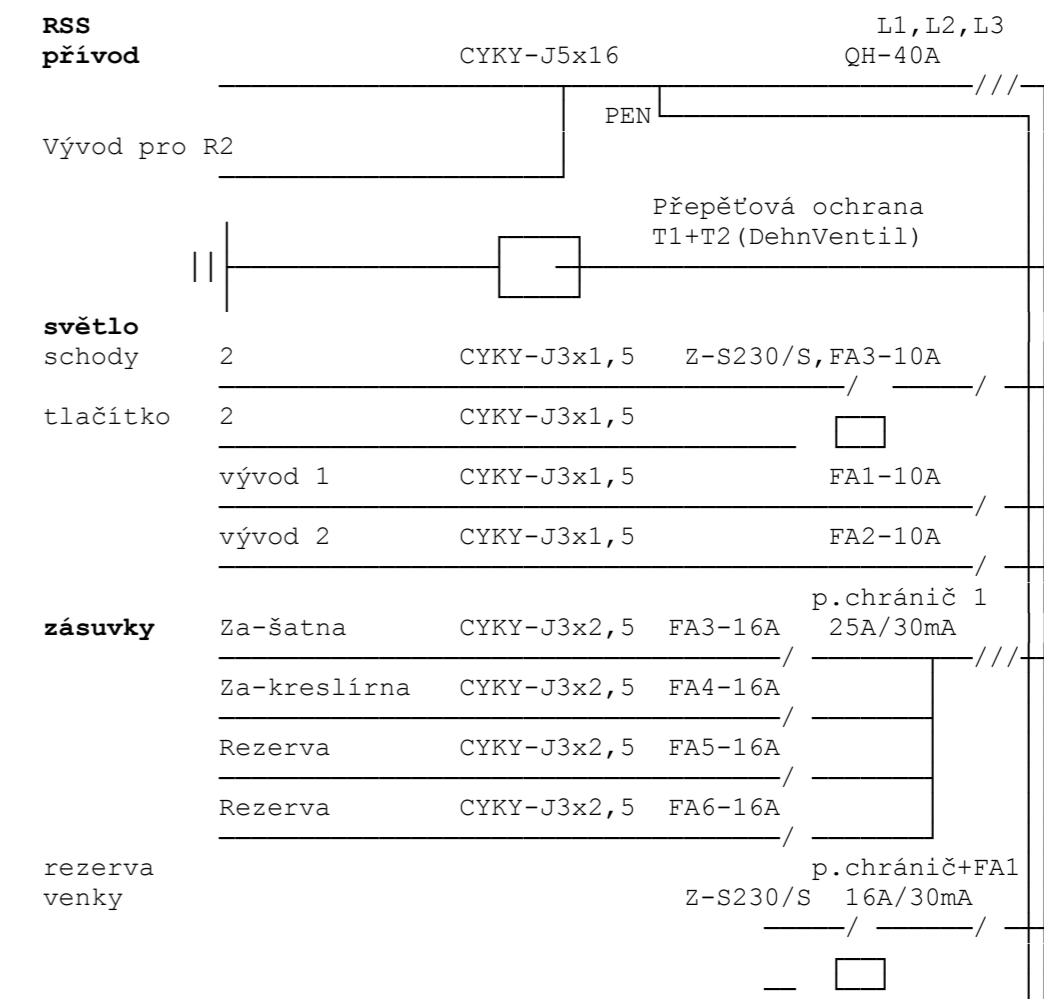 RSS L1,L2,L3
přívod CYKY-J5x16 QH-40A
PEN
Vývod pro R2
Přepěťová ochrana
T1+T2(DehnVentil)
světlo
schody 2 CYKY-J3x1,5 Z-S230/S,FA3-10A
tlačítko 2 CYKY-J3x1,5
vývod 1 CYKY-J3x1,5 FA1-10A
vývod 2 CYKY-J3x1,5 FA2-10A
p.chránič 1
zásuvky Za-šatna CYKY-J3x2,5 FA3-16A 25A/30mA
Za-kreslírna CYKY-J3x2,5 FA4-16A
Rezerva CYKY-J3x2,5 FA5-16A
Rezerva CYKY-J3x2,5 FA6-16A
rezerva p.chránič+FA1
venky Z-S230/S 16A/30mA